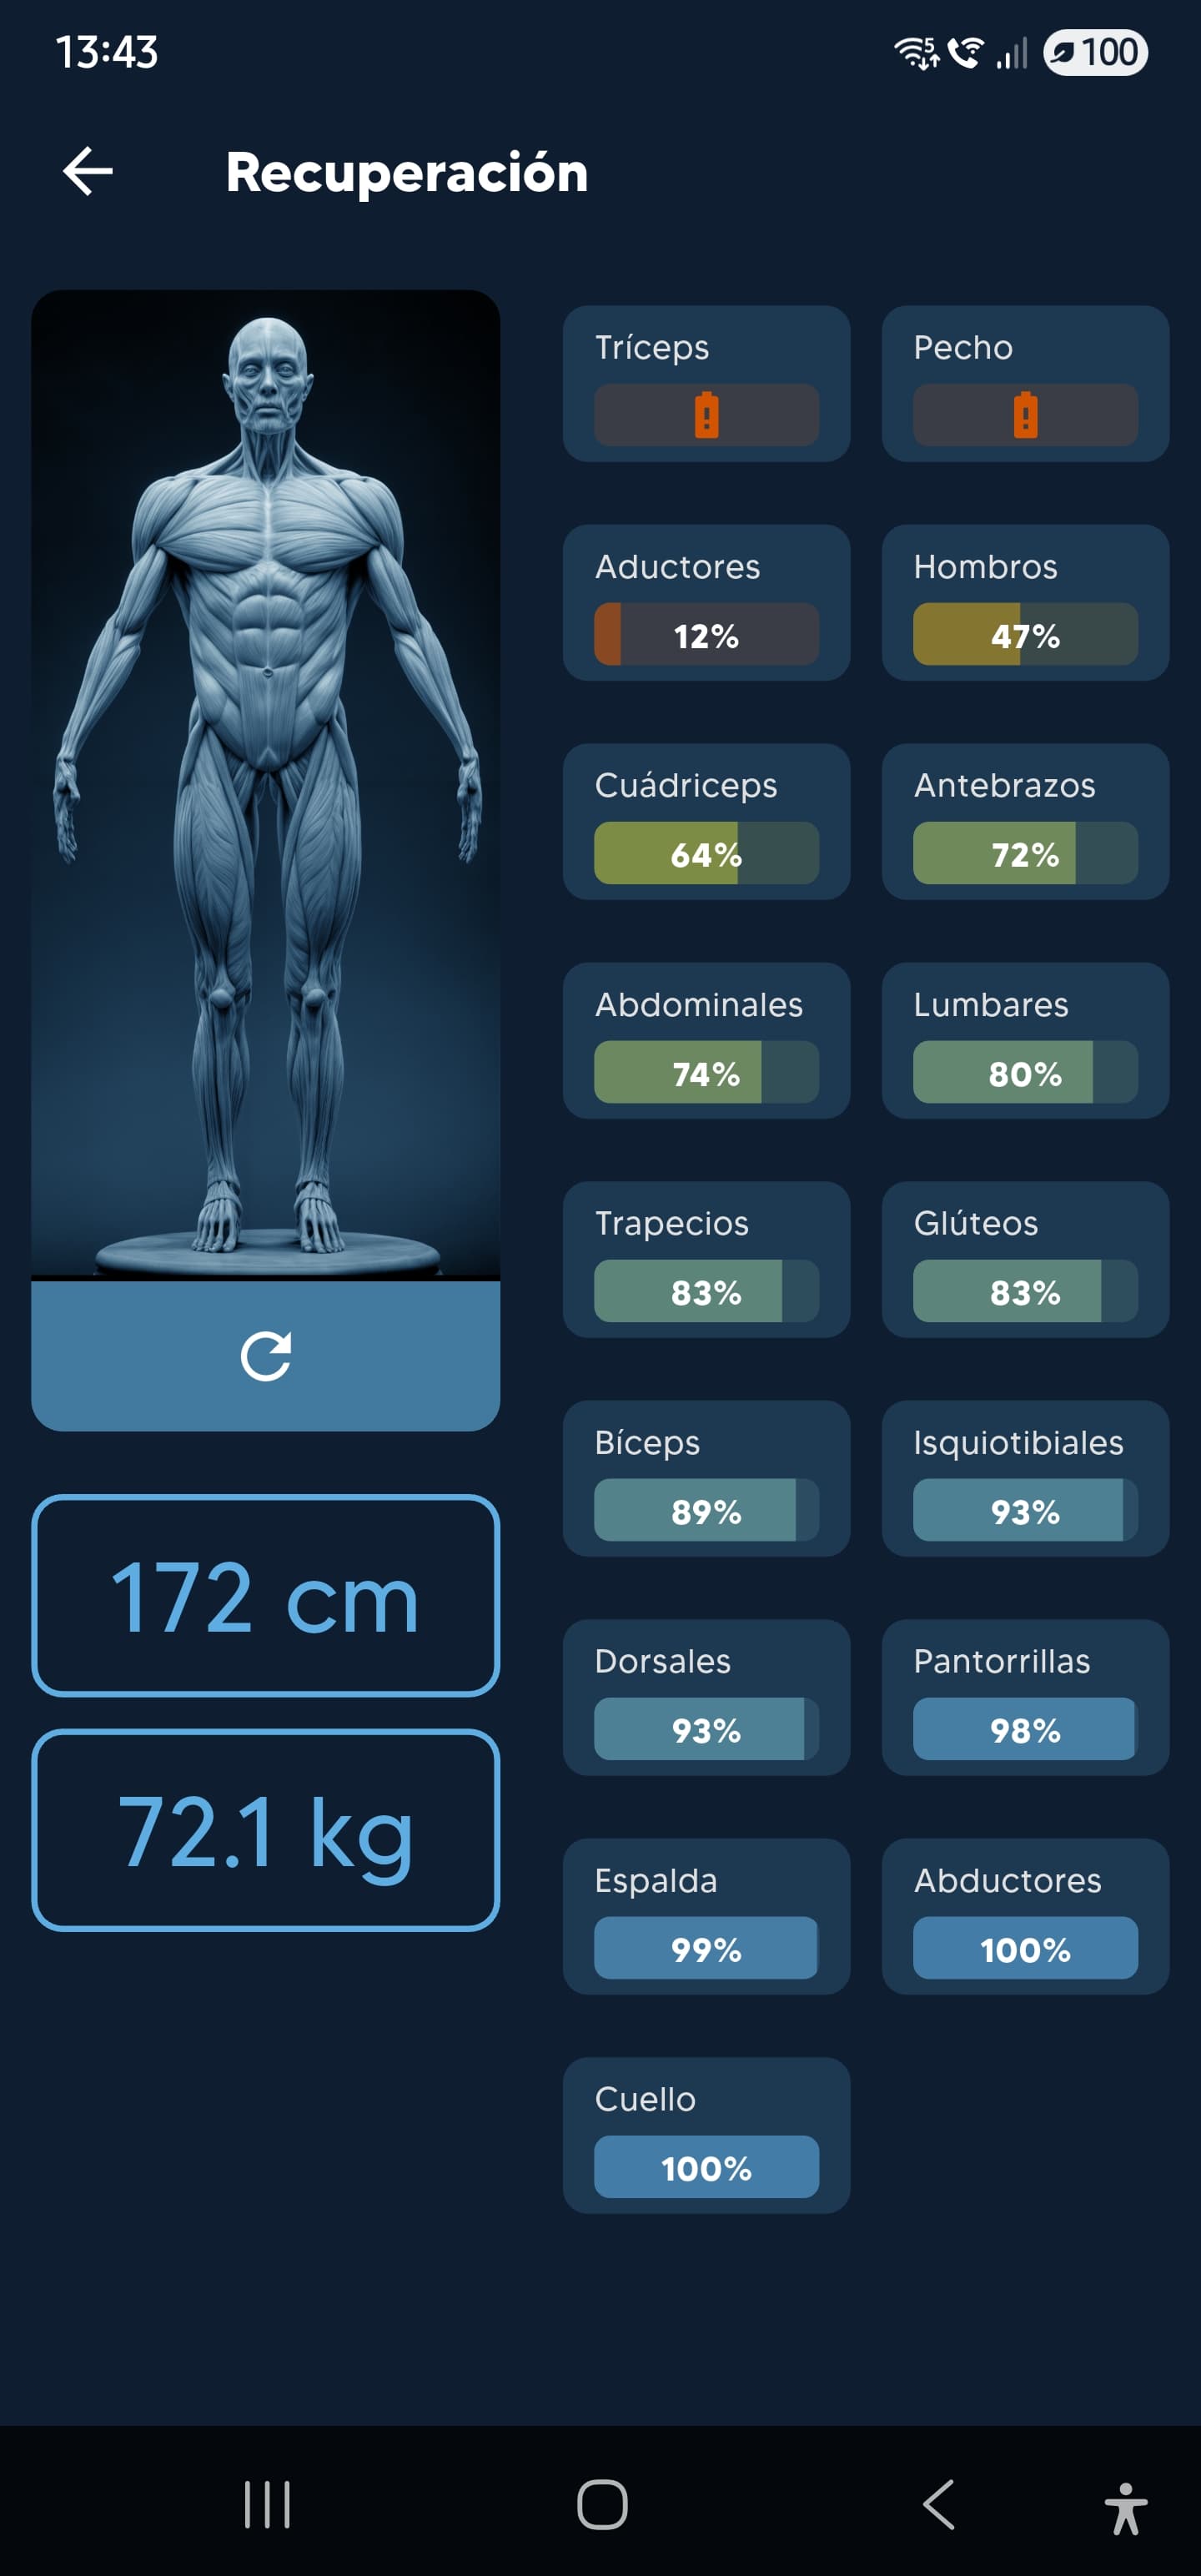 13:43
5
100
Recuperación
Tríceps
Pecho
Aductores
12%
Hombros
47%
Cuádriceps
64%
Antebrazos
72%
Abdominales
74%
Lumbares
80%
Trapecios
83%
Glúteos
83%
Bíceps
89%
Isquiotibiales
93%
Dorsales
93%
Pantorrillas
98%
Espalda
99%
Abductores
100%
Cuello
100%
172 cm
72.1 kg